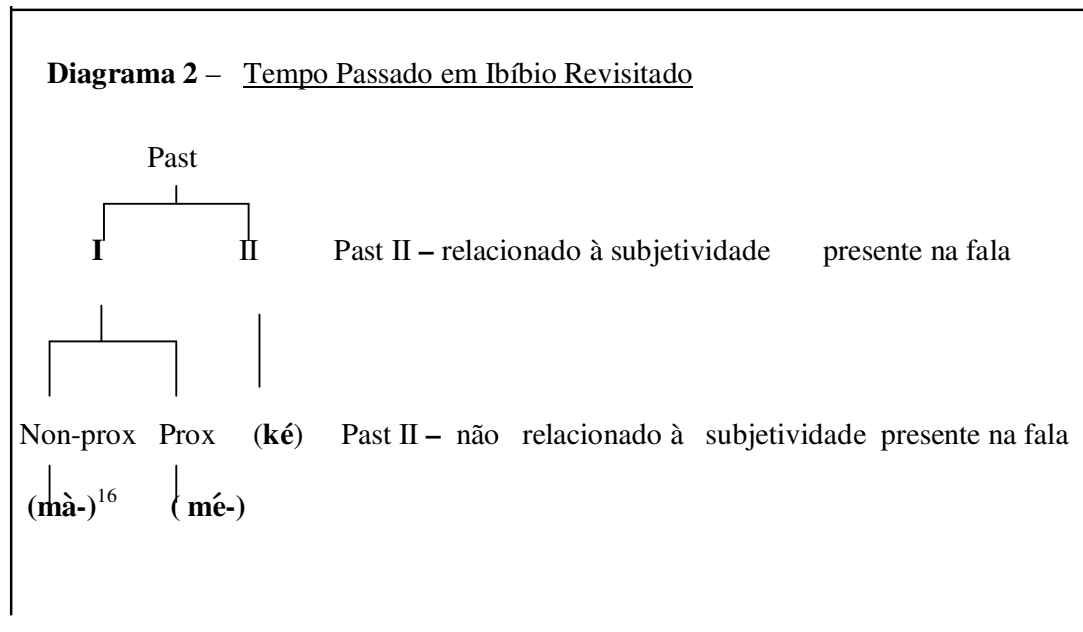 Diagrama 2 – Tempo Passado em Ibíbio Revisitado
Past
I II Past II – relacionado à subjetividade presente na fala
Non-prox Prox (ké) Past II – não relacionado à subjetividade presente na fala
(mà-)16 ( mé-)